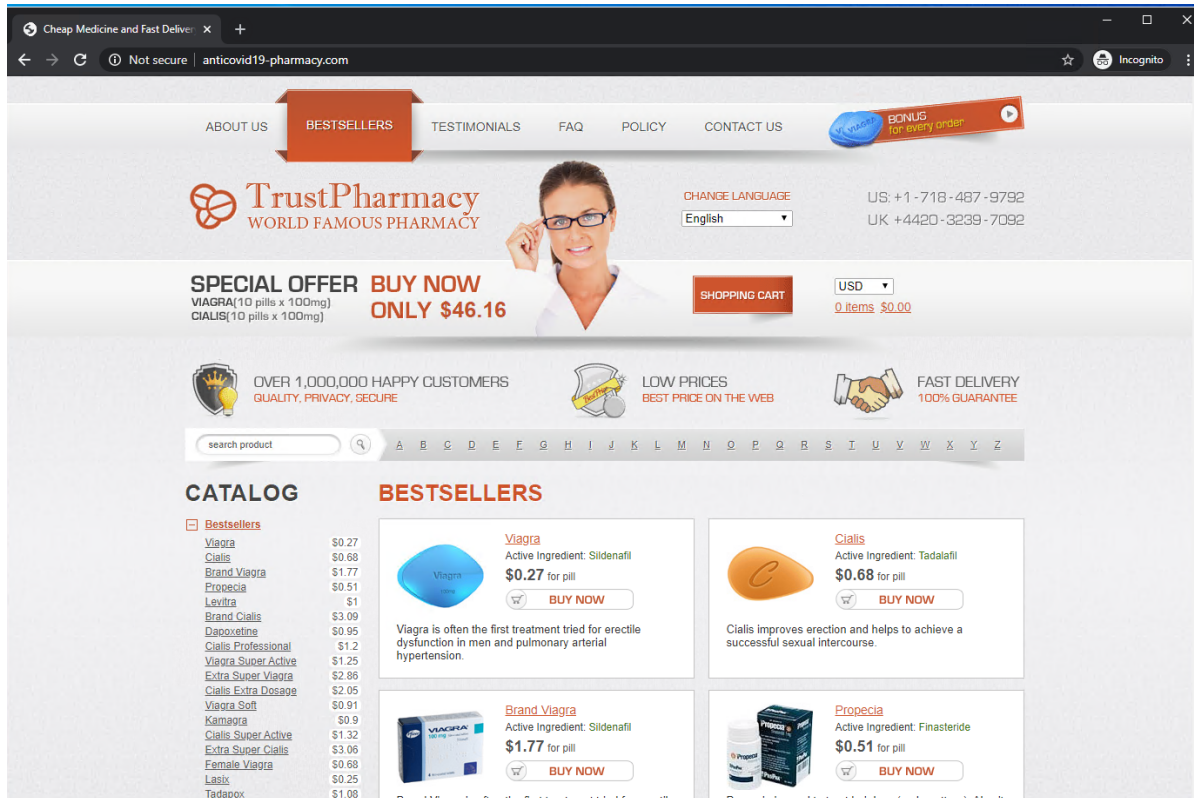 Cheap Medicine and Fast Deliver
Not secure anticovid19-pharmacy.com
Incognito
ABOUT US BESTSELLERS TESTIMONIALS FAQ POLICY CONTACT US
BONUS
for every order
VIAGRA
TrustPharmacy
WORLD FAMOUS PHARMACY
CHANGE LANGUAGE
English
US: +1-718-487-9792
UK +4420-3239-7092
SPECIAL OFFER
VIAGRA(10 pills x 100mg)
CIALIS(10 pills x 100mg)
BUY NOW
ONLY $46.16
SHOPPING CART
USD
0 items $0.00
OVER 1,000,000 HAPPY CUSTOMERS
QUALITY, PRIVACY, SECURE
Best Price
LOW PRICES
BEST PRICE ON THE WEB
FAST DELIVERY
100% GUARANTEE
search product
A B C D E F G H I J K L M N O P Q R S T U V W X Y Z
CATALOG
Bestsellers
Viagra $0.27
Cialis $0.68
Brand Viagra $1.77
Propecia $0.51
Levitra $1
Brand Cialis $3.09
Dapoxetine $0.95
Cialis Professional $1.2
Viagra Super Active $1.25
Extra Super Viagra $2.86
Cialis Extra Dosage $2.05
Viagra Soft $0.91
Kamagra $0.9
Cialis Super Active $1.32
Extra Super Cialis $3.06
Female Viagra $0.68
Lasix $0.25
Tadapox $1.08
BESTSELLERS
Viagra
Viagra
Active Ingredient: Sildenafil
$0.27 for pill
BUY NOW
Viagra is often the first treatment tried for erectile
dysfunction in men and pulmonary arterial
hypertension.
C
Cialis
Active Ingredient: Tadalafil
$0.68 for pill
BUY NOW
Cialis improves erection and helps to achieve a
successful sexual intercourse.
VIAGRA
100 mg
Brand Viagra
Active Ingredient: Sildenafil
$1.77 for pill
BUY NOW
Propecia
Propecia
Propecia
Active Ingredient: Finasteride
$0.51 for pill
BUY NOW